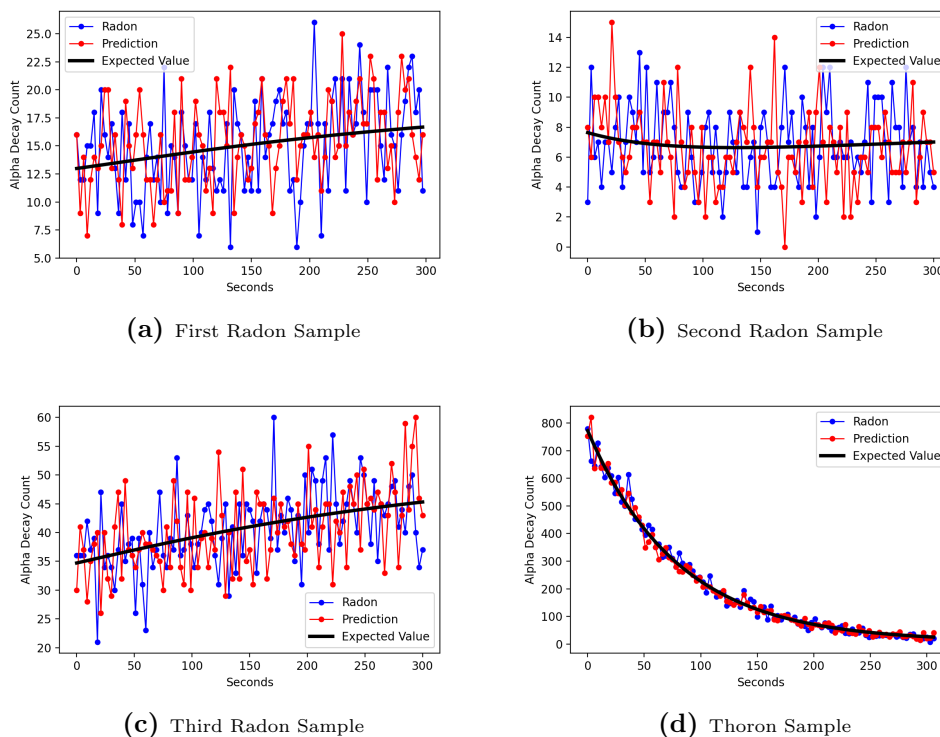 Radon
Prediction
Expected Value
Alpha Decay Count
25.0
22.5
20.0
17.5
15.0
12.5
10.0
7.5
5.0
0 50 100 150 200 250 300
Seconds
(a) First Radon Sample
Radon
Prediction
Expected Value
Alpha Decay Count
14
12
10
8
6
4
2
0
0 50 100 150 200 250 300
Seconds
(b) Second Radon Sample
Alpha Decay Count
60
55
50
45
40
35
30
25
20
Radon
Prediction
Expected Value
0 50 100 150 200 250 300
Seconds
(c) Third Radon Sample
Radon
Prediction
Expected Value
Alpha Decay Count
800
700
600
500
400
300
200
100
0
0 50 100 150 200 250 300
Seconds
(d) Thoron Sample